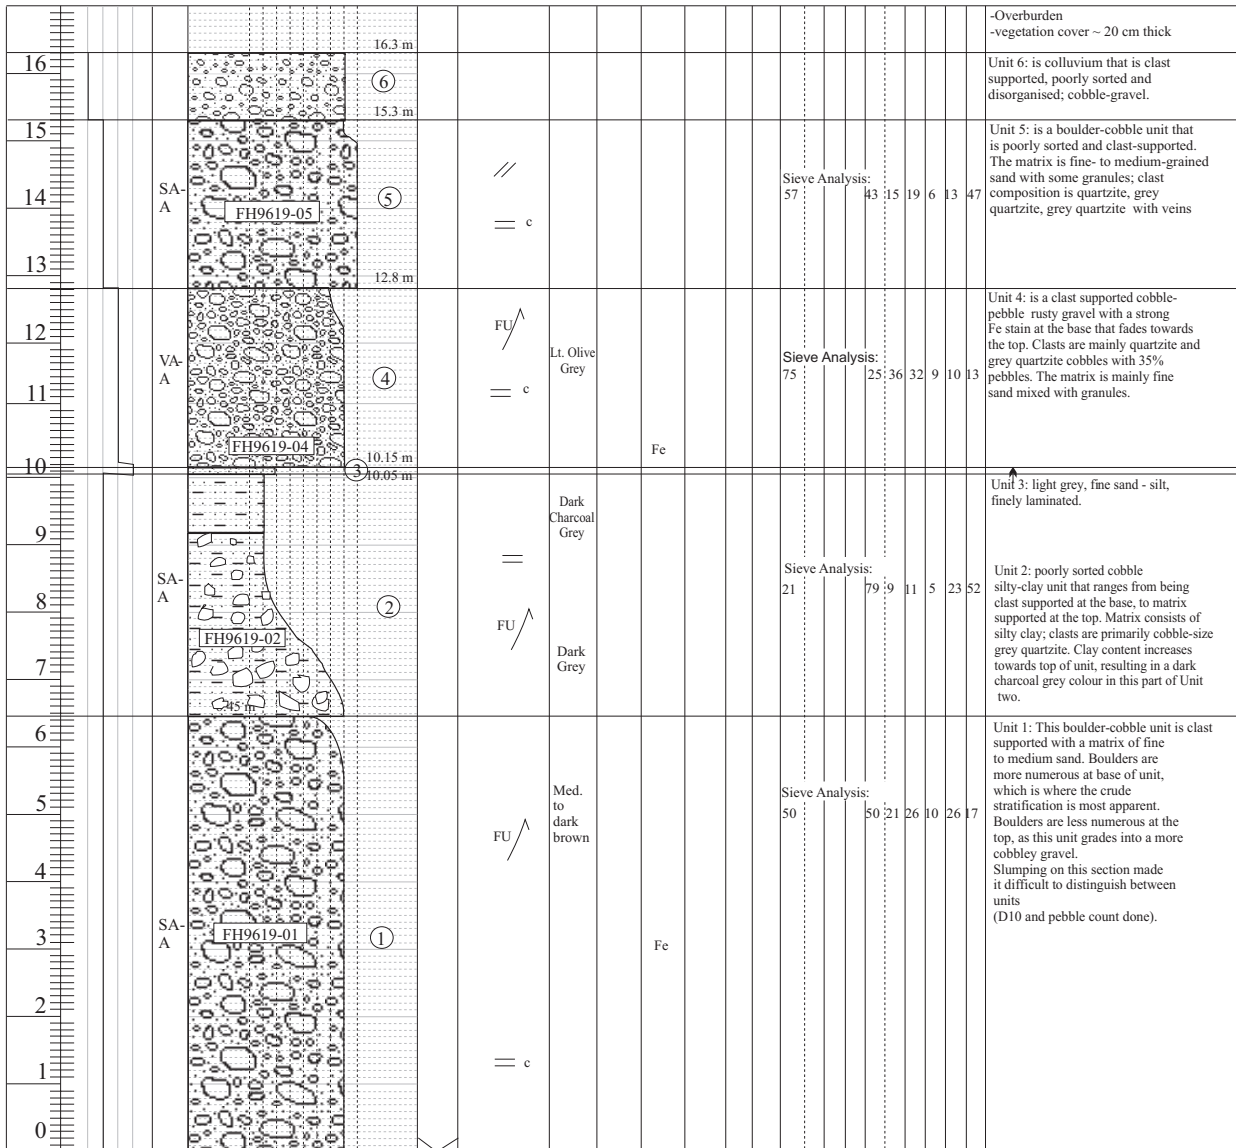 -Overburden
-vegetation cover ~ 20 cm thick
16.3 m
16
6
15.3 m
Unit 6: is colluvium that is clast
supported, poorly sorted and
disorganised; cobble-gravel.
15
14
13
SA-
A
FH9619-05
5
12.8 m
c
Sieve Analysis:
57 43 15 19 6 13 47
Unit 5: is a boulder-cobble unit that
is poorly sorted and clast-supported.
The matrix is fine- to medium-grained
sand with some granules; clast
composition is quartzite, grey
quartzite, grey quartzite with veins
12
11
10
VA-
A
FH9619-04
4
10.15 m
FU
c
Lt. Olive
Grey
Fe
Sieve Analysis:
75 25 36 32 9 10 13
Unit 4: is a clast supported cobble-
pebble rusty gravel with a strong
Fe stain at the base that fades towards
the top. Clasts are mainly quartzite and
grey quartzite cobbles with 35%
pebbles. The matrix is mainly fine
sand mixed with granules.
3
10.05 m
Unit 3: light grey, fine sand - silt,
finely laminated.
9
8
7
SA-
A
FH9619-02
2
.45 m
FU
Dark
Charcoal
Grey
Dark
Grey
Sieve Analysis:
21 79 9 11 5 23 52
Unit 2: poorly sorted cobble
silty-clay unit that ranges from being
clast supported at the base, to matrix
supported at the top. Matrix consists of
silty clay; clasts are primarily cobble-size
grey quartzite. Clay content increases
towards top of unit, resulting in a dark
charcoal grey colour in this part of Unit
two.
6
5
4
3
2
1
0
SA-
A
FH9619-01
1
FU
c
Med.
to
dark
brown
Fe
Sieve Analysis:
50 50 21 26 10 26 17
Unit 1: This boulder-cobble unit is clast
supported with a matrix of fine
to medium sand. Boulders are
more numerous at base of unit,
which is where the crude
stratification is most apparent.
Boulders are less numerous at the
top, as this unit grades into a more
cobbley gravel.
Slumping on this section made
it difficult to distinguish between
units
(D10 and pebble count done).